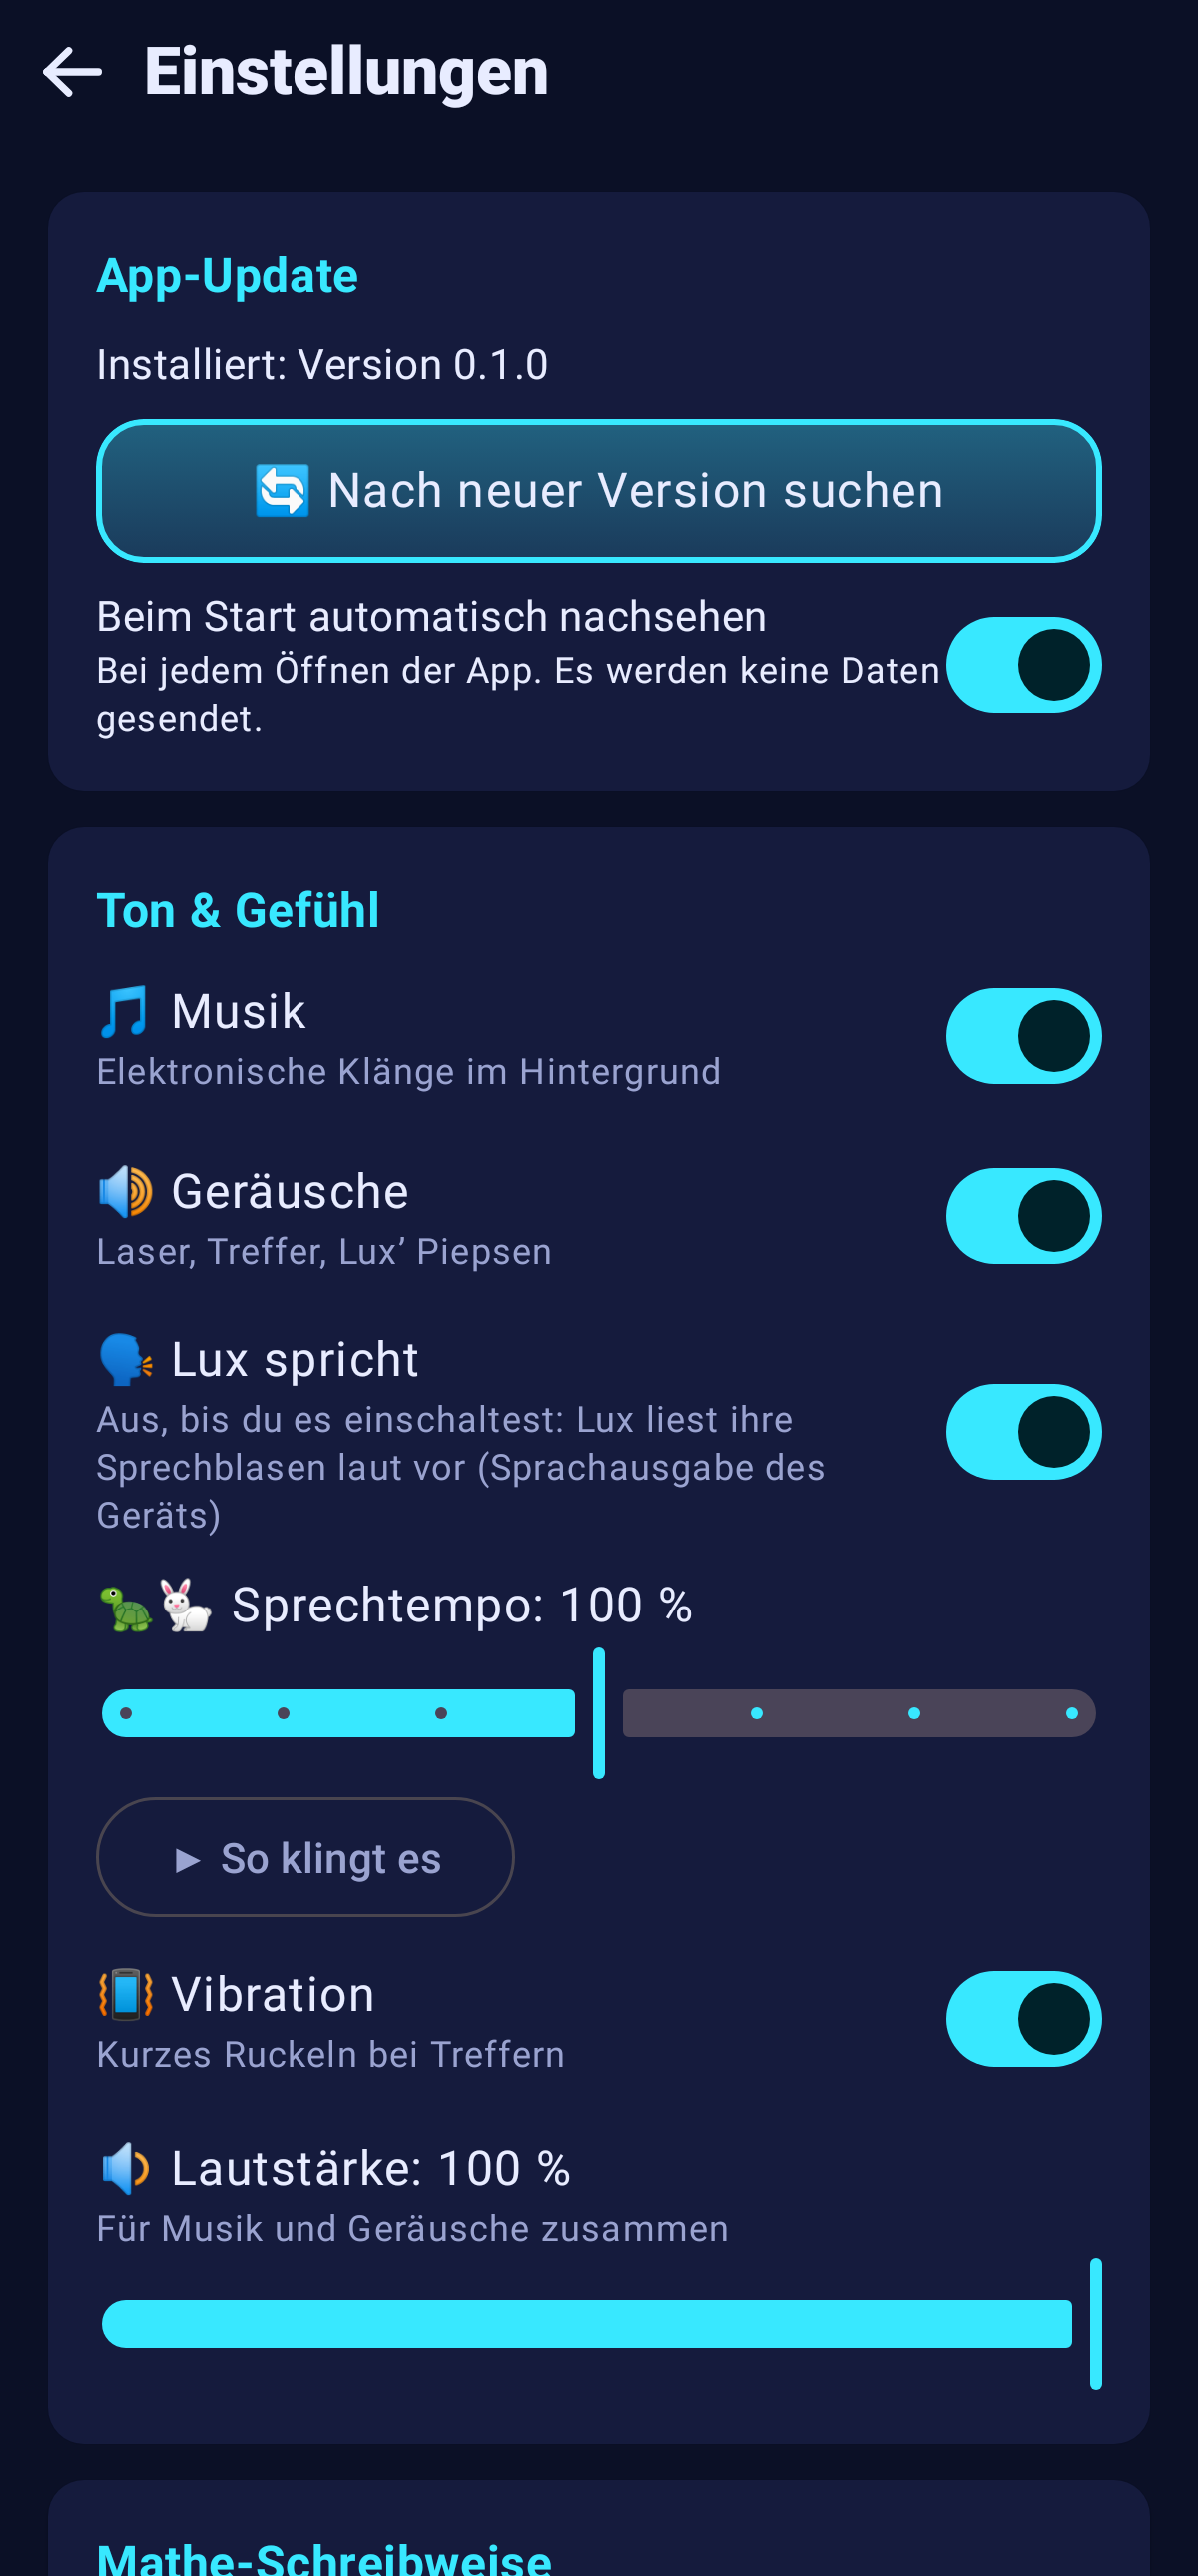 Einstellungen
App-Update
Installiert: Version 0.1.0
Nach neuer Version suchen
Beim Start automatisch nachsehen
Bei jedem Öffnen der App. Es werden keine Daten
gesendet.
Ton & Gefühl
Musik
Elektronische Klänge im Hintergrund
Geräusche
Laser, Treffer, Lux’ Piepsen
Lux spricht
Aus, bis du es einschaltest: Lux liest ihre
Sprechblasen laut vor (Sprachausgabe des
Geräts)
Sprechtempo: 100 %
So klingt es
Vibration
Kurzes Ruckeln bei Treffern
Lautstärke: 100 %
Für Musik und Geräusche zusammen
Mathe-Schreibweise